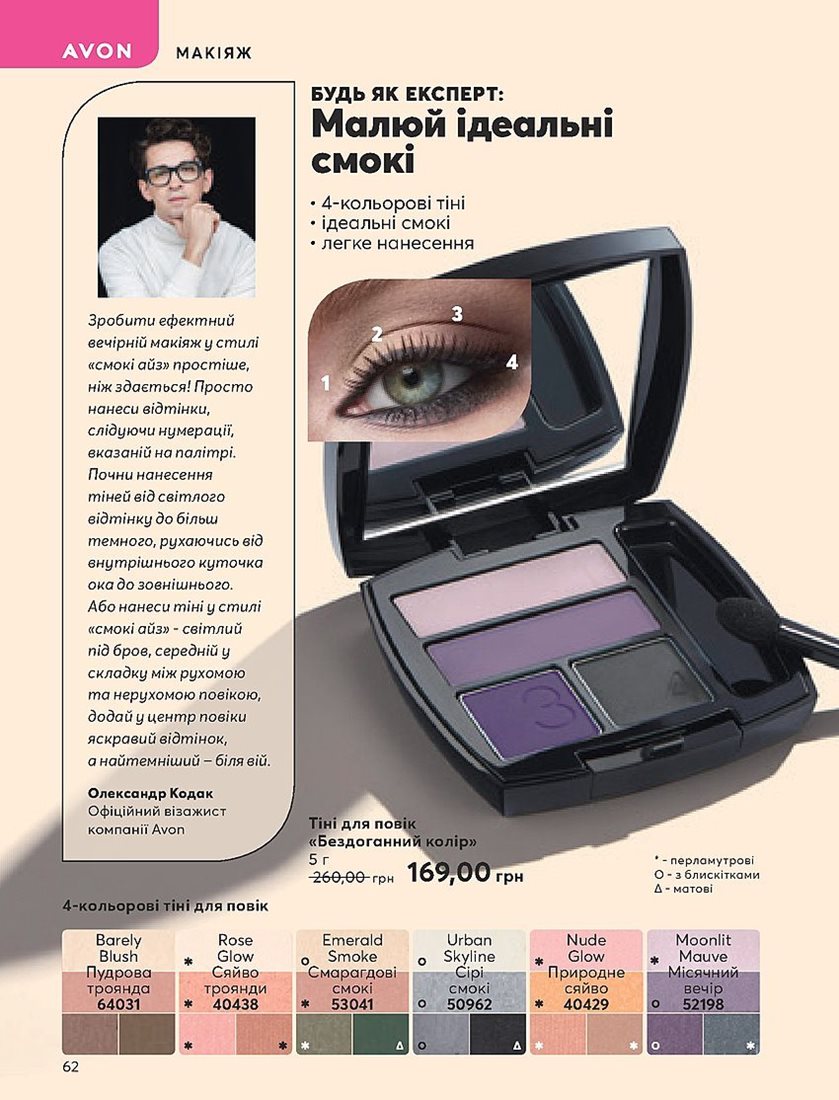 AVON
МАКІЯЖ
БУДЬ ЯК ЕКСПЕРТ:
Малюй ідеальні
смокі
• 4-кольорові тіні
• ідеальні смокі
• легке нанесення
1
2
3
4
Зробити ефектний
вечірній макіяж у стилі
«смокі айз» простіше,
ніж здається! Просто
нанеси відтінки,
слідуючи нумерації,
вказаній на палітрі.
Почни нанесення
тіней від світлого
відтінку до більш
темного, рухаючись від
внутрішнього куточка
ока до зовнішнього.
Або нанеси тіні у стилі
«смокі айз» - світлий
під бров, середній у
складку між рухомою
та нерухомою повікою,
додай у центр повіки
яскравий відтінок,
а найтемніший – біля вій.
Олександр Кодак
Офіційний візажист
компанії Avon
3
4
Тіні для повік
«Бездоганний колір»
5 г
260,00 грн 169,00 грн
* - перламутрові
О - з блискітками
Δ - матові
4-кольорові тіні для повік
Barely
Blush
Пудрова
троянда
64031
* Rose
Glow
Сяйво
троянди
* 40438
* *
O Emerald
Smoke
Смарагдові
смокі
* 53041
* Δ
O Urban
Skyline
Сірі
смокі
O 50962
O Δ
* Nude
Glow
Природне
сяйво
* 40429
* *
* Moonlit
Mauve
Місячний
вечір
O 52198
O *
62